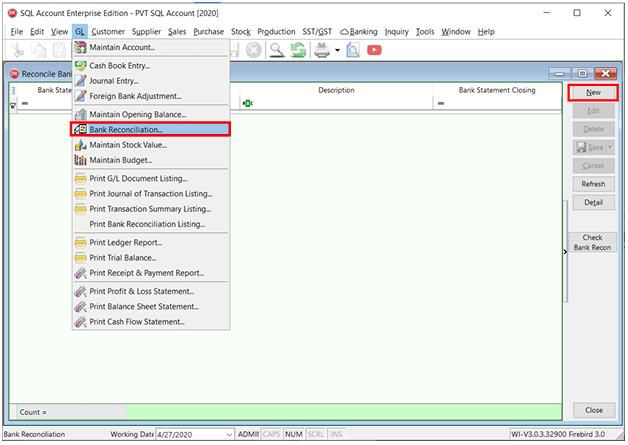 SQL Account Enterprise Edition - PVT SQL Account [2020]
File Edit View GL Customer Supplier Sales Purchase Stock Production SST/GST Banking Inquiry Tools Window Help
Maintain Account...
Reconcile Ban
Cash Book Entry...
Journal Entry...
Foreign Bank Adjustment...
Bank State
Description
Bank Statement Closing
Maintain Opening Balance...
Bank Reconciliation...
Maintain Stock Value...
Maintain Budget...
Print G/L Document Listing...
Print Journal of Transaction Listing...
Print Transaction Summary Listing...
Print Bank Reconciliation Listing...
Print Ledger Report...
Print Trial Balance...
Print Receipt & Payment Report...
Print Profit & Loss Statement...
Print Balance Sheet Statement...
Print Cash Flow Statement...
New
Edit
Delete
Save
Cancel
Refresh
Detail
Check
Bank Recon
Count =
Close
Bank Reconciliation Working Date 4/27/2020 ADMII CAPS NUM SCRL INS WI-V3.0.3.32900 Firebird 3.0